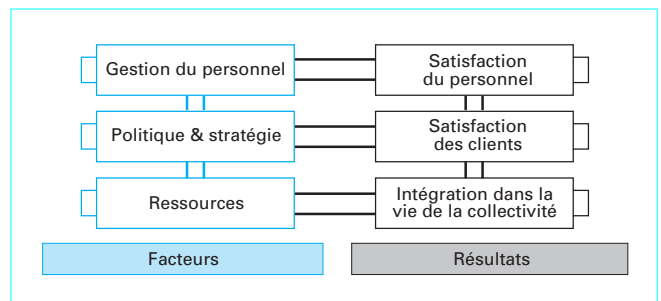 Gestion du personnel
Satisfaction
du personnel
Politique & stratégie
Satisfaction
des clients
Ressources
Intégration dans la
vie de la collectivité
Facteurs
Résultats